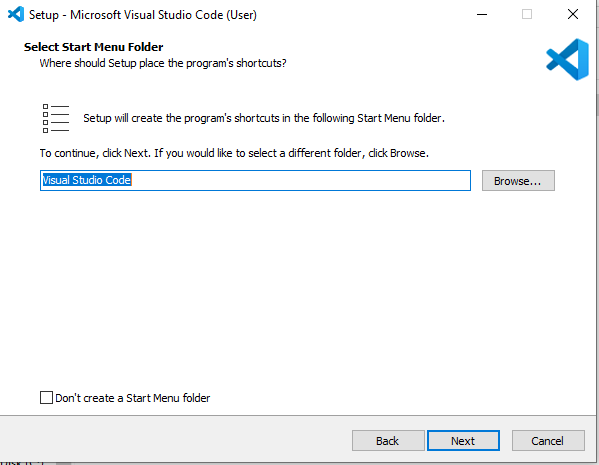 Setup - Microsoft Visual Studio Code (User)
Select Start Menu Folder
Where should Setup place the program's shortcuts?
Setup will create the program's shortcuts in the following Start Menu folder.
To continue, click Next. If you would like to select a different folder, click Browse.
Visual Studio Code
Browse...
Don't create a Start Menu folder
Back
Next
Cancel